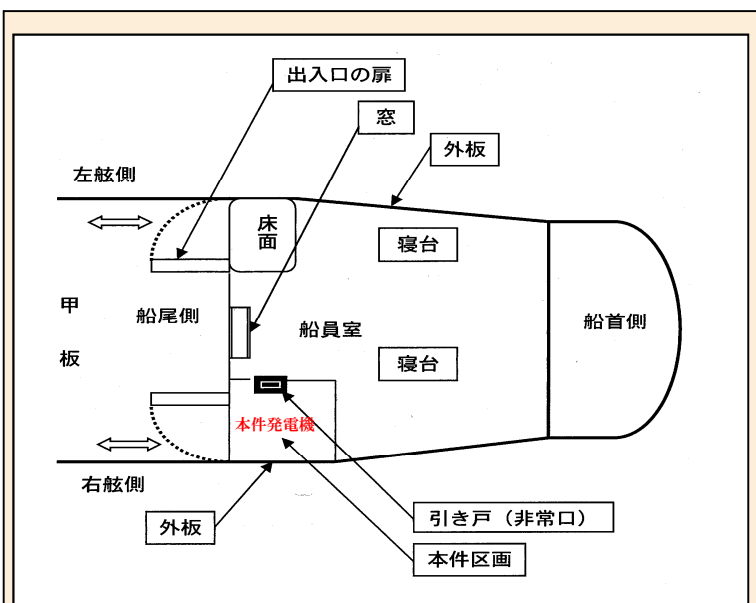 出入口の扉
窓
外板
左舷側
床
面
寝台
甲
板
船尾側
船員室
船首側
寝台
本件発電機
右舷側
外板
引き戸（非常口）
本件区画